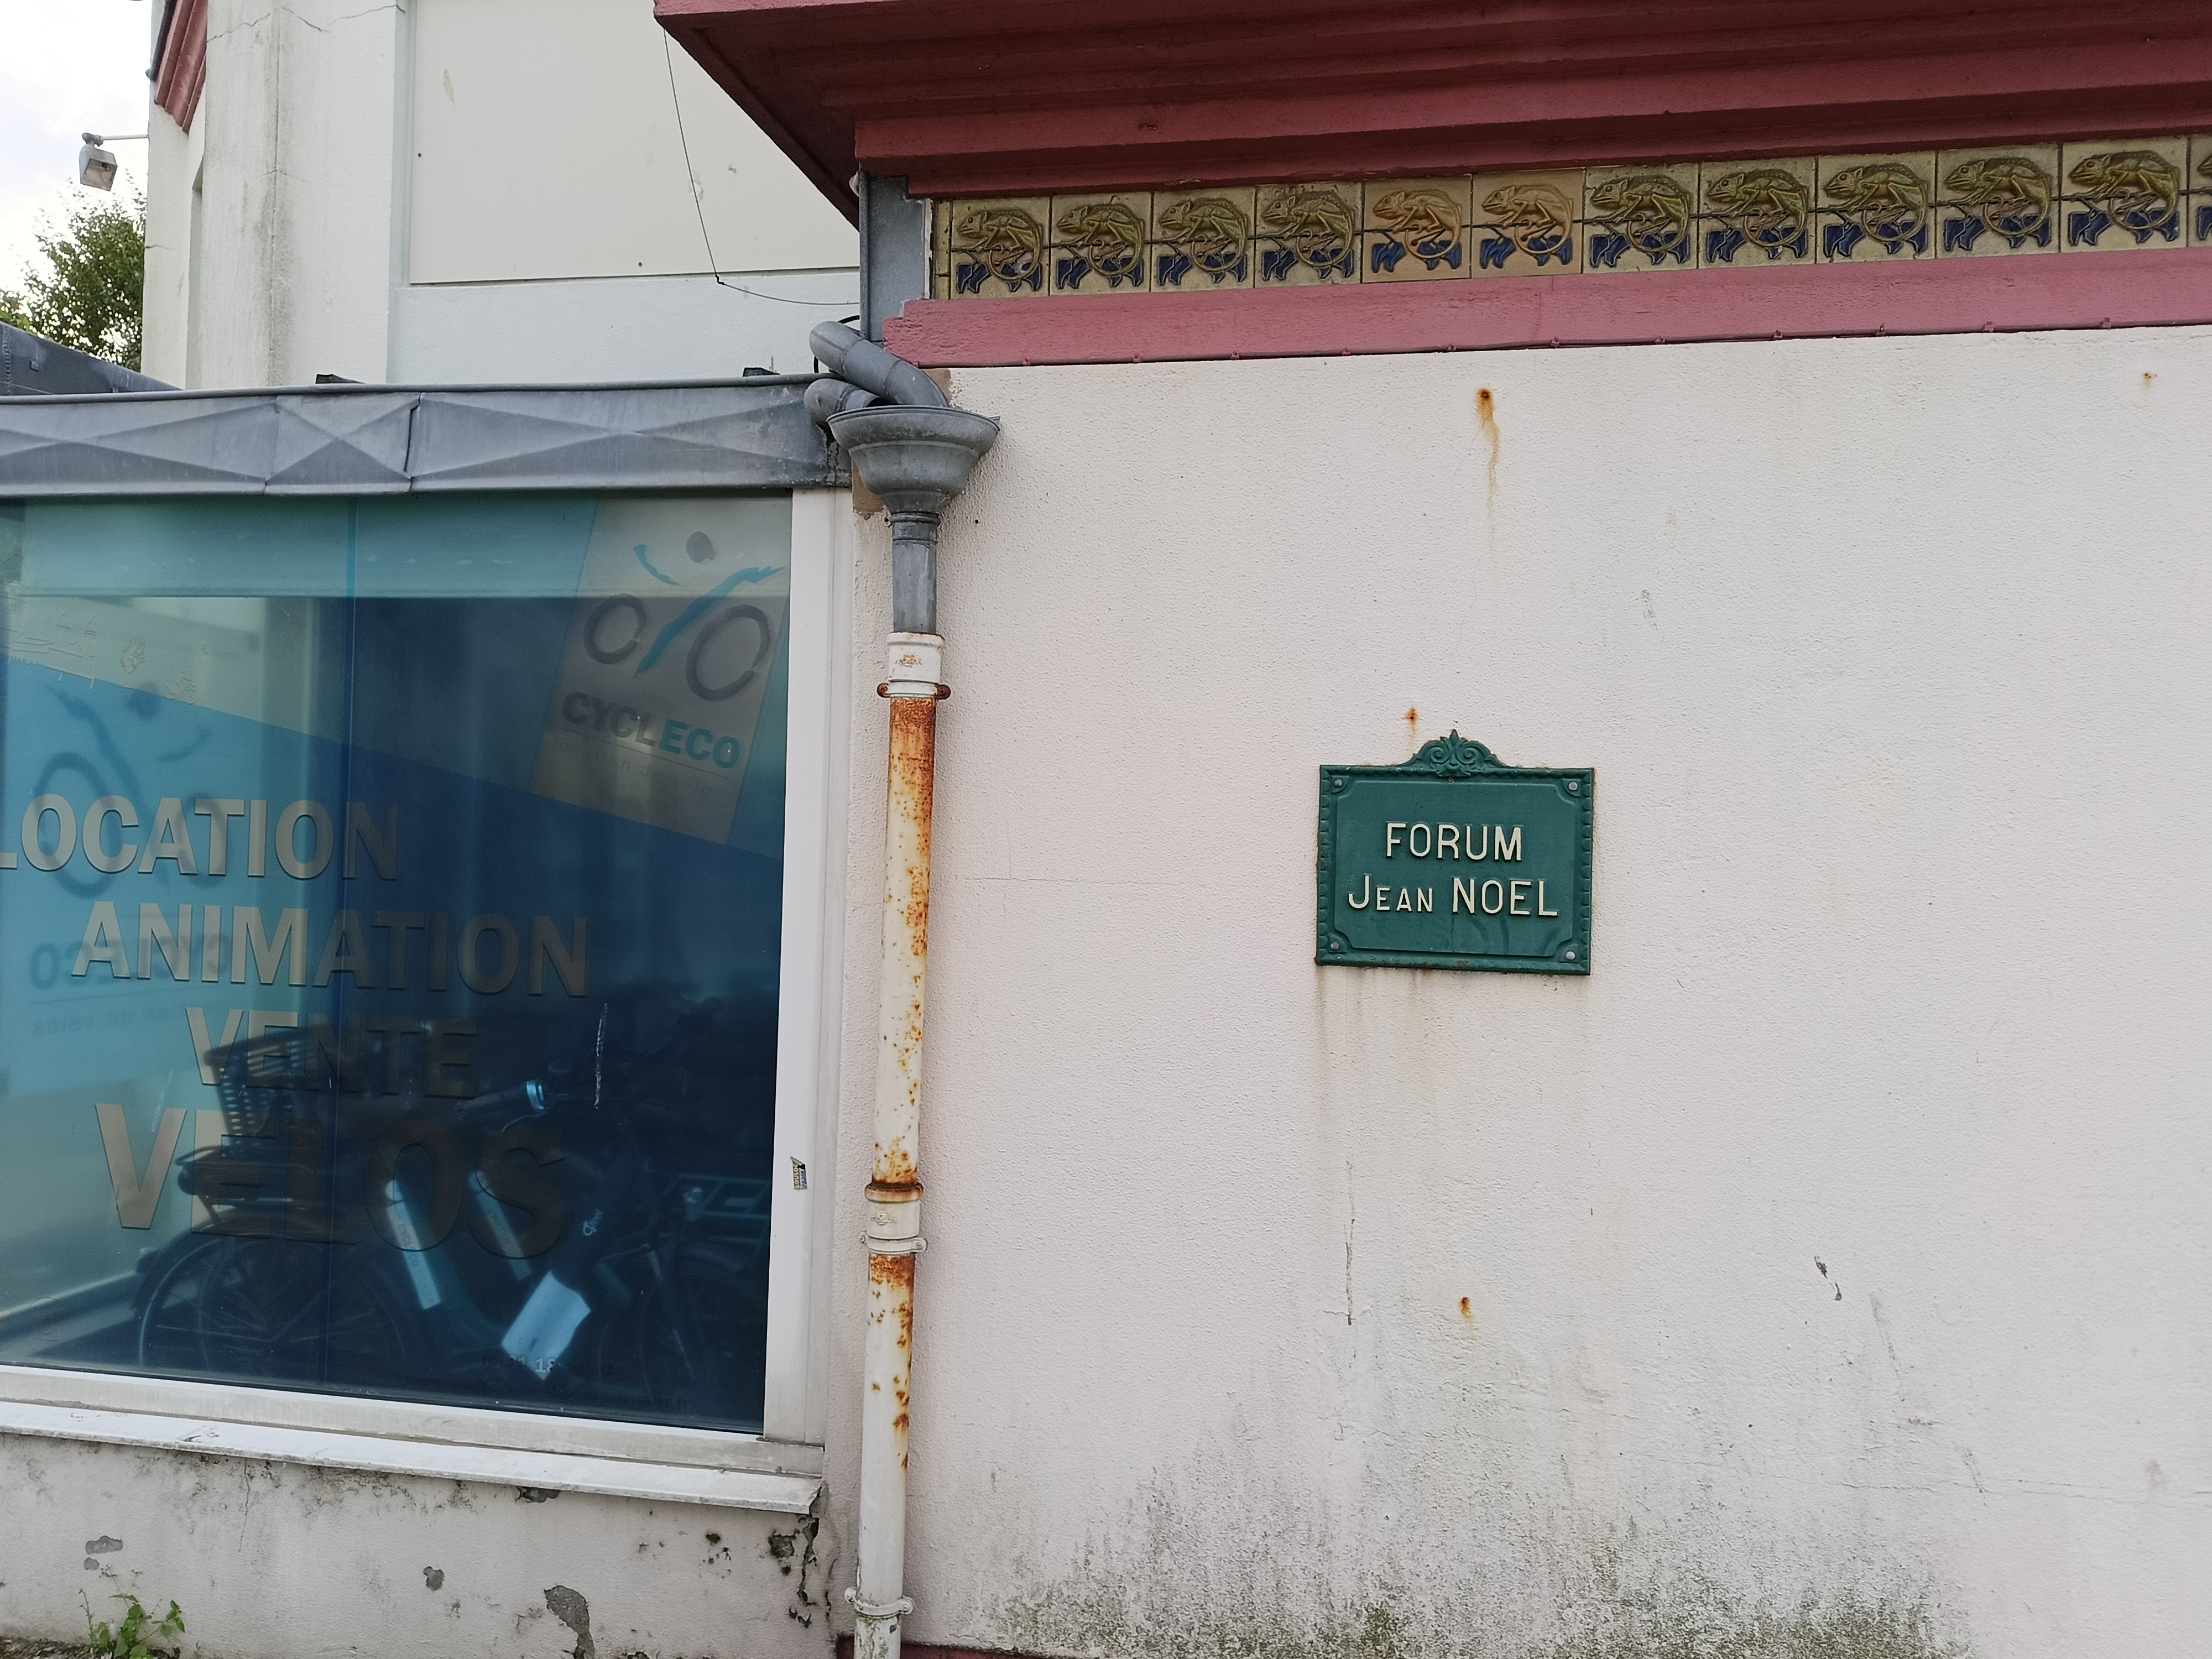 CYCLECO
LOCATION
ANIMATION
VENTE
VELOS
FORUM
JEAN NOEL